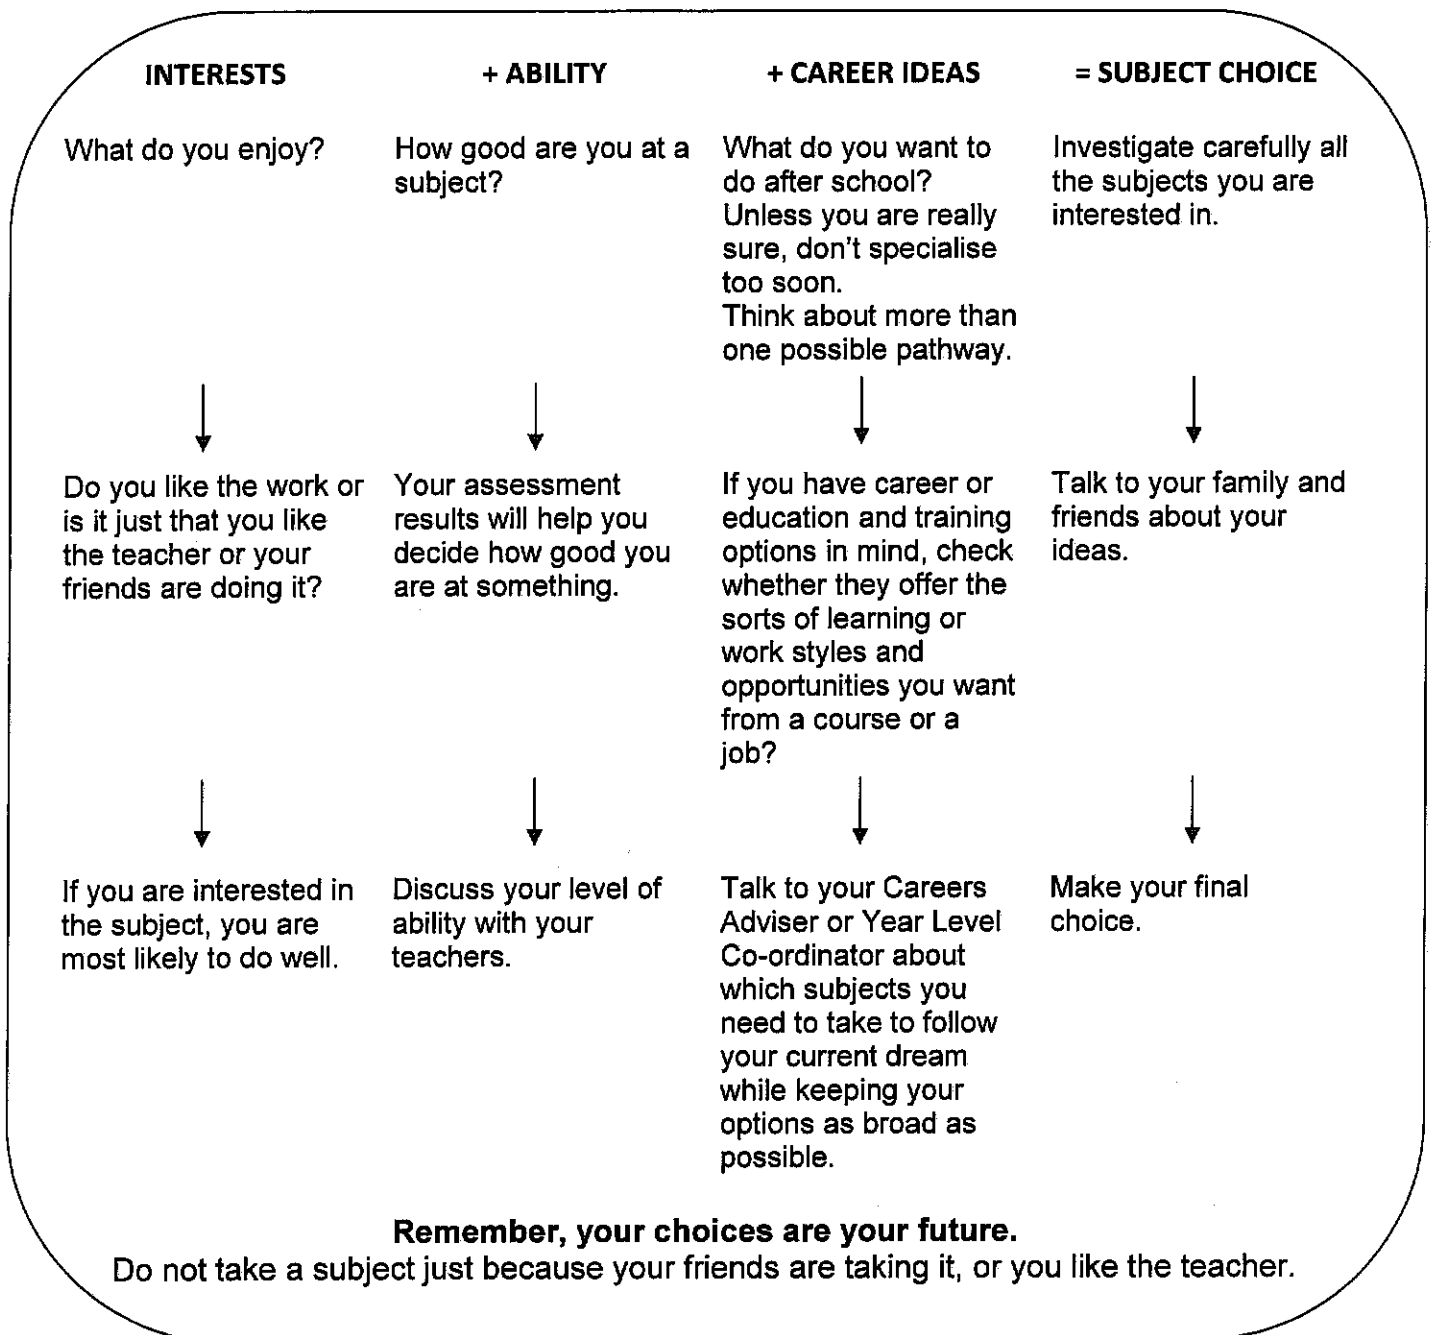 INTERESTS
+ ABILITY
+ CAREER IDEAS
= SUBJECT CHOICE
What do you enjoy?
How good are you at a
subject?
What do you want to
do after school?
Unless you are really
sure, don't specialise
too soon.
Think about more than
one possible pathway.
Investigate carefully all
the subjects you are
interested in.
Do you like the work or
is it just that you like
the teacher or your
friends are doing it?
Your assessment
results will help you
decide how good you
are at something.
If you have career or
education and training
options in mind, check
whether they offer the
sorts of learning or
work styles and
opportunities you want
from a course or a
job?
Talk to your family and
friends about your
ideas.
If you are interested in
the subject, you are
most likely to do well.
Discuss your level of
ability with your
teachers.
Talk to your Careers
Adviser or Year Level
Co-ordinator about
which subjects you
need to take to follow
your current dream
while keeping your
options as broad as
possible.
Make your final
choice.
Remember, your choices are your future.
Do not take a subject just because your friends are taking it, or you like the teacher.